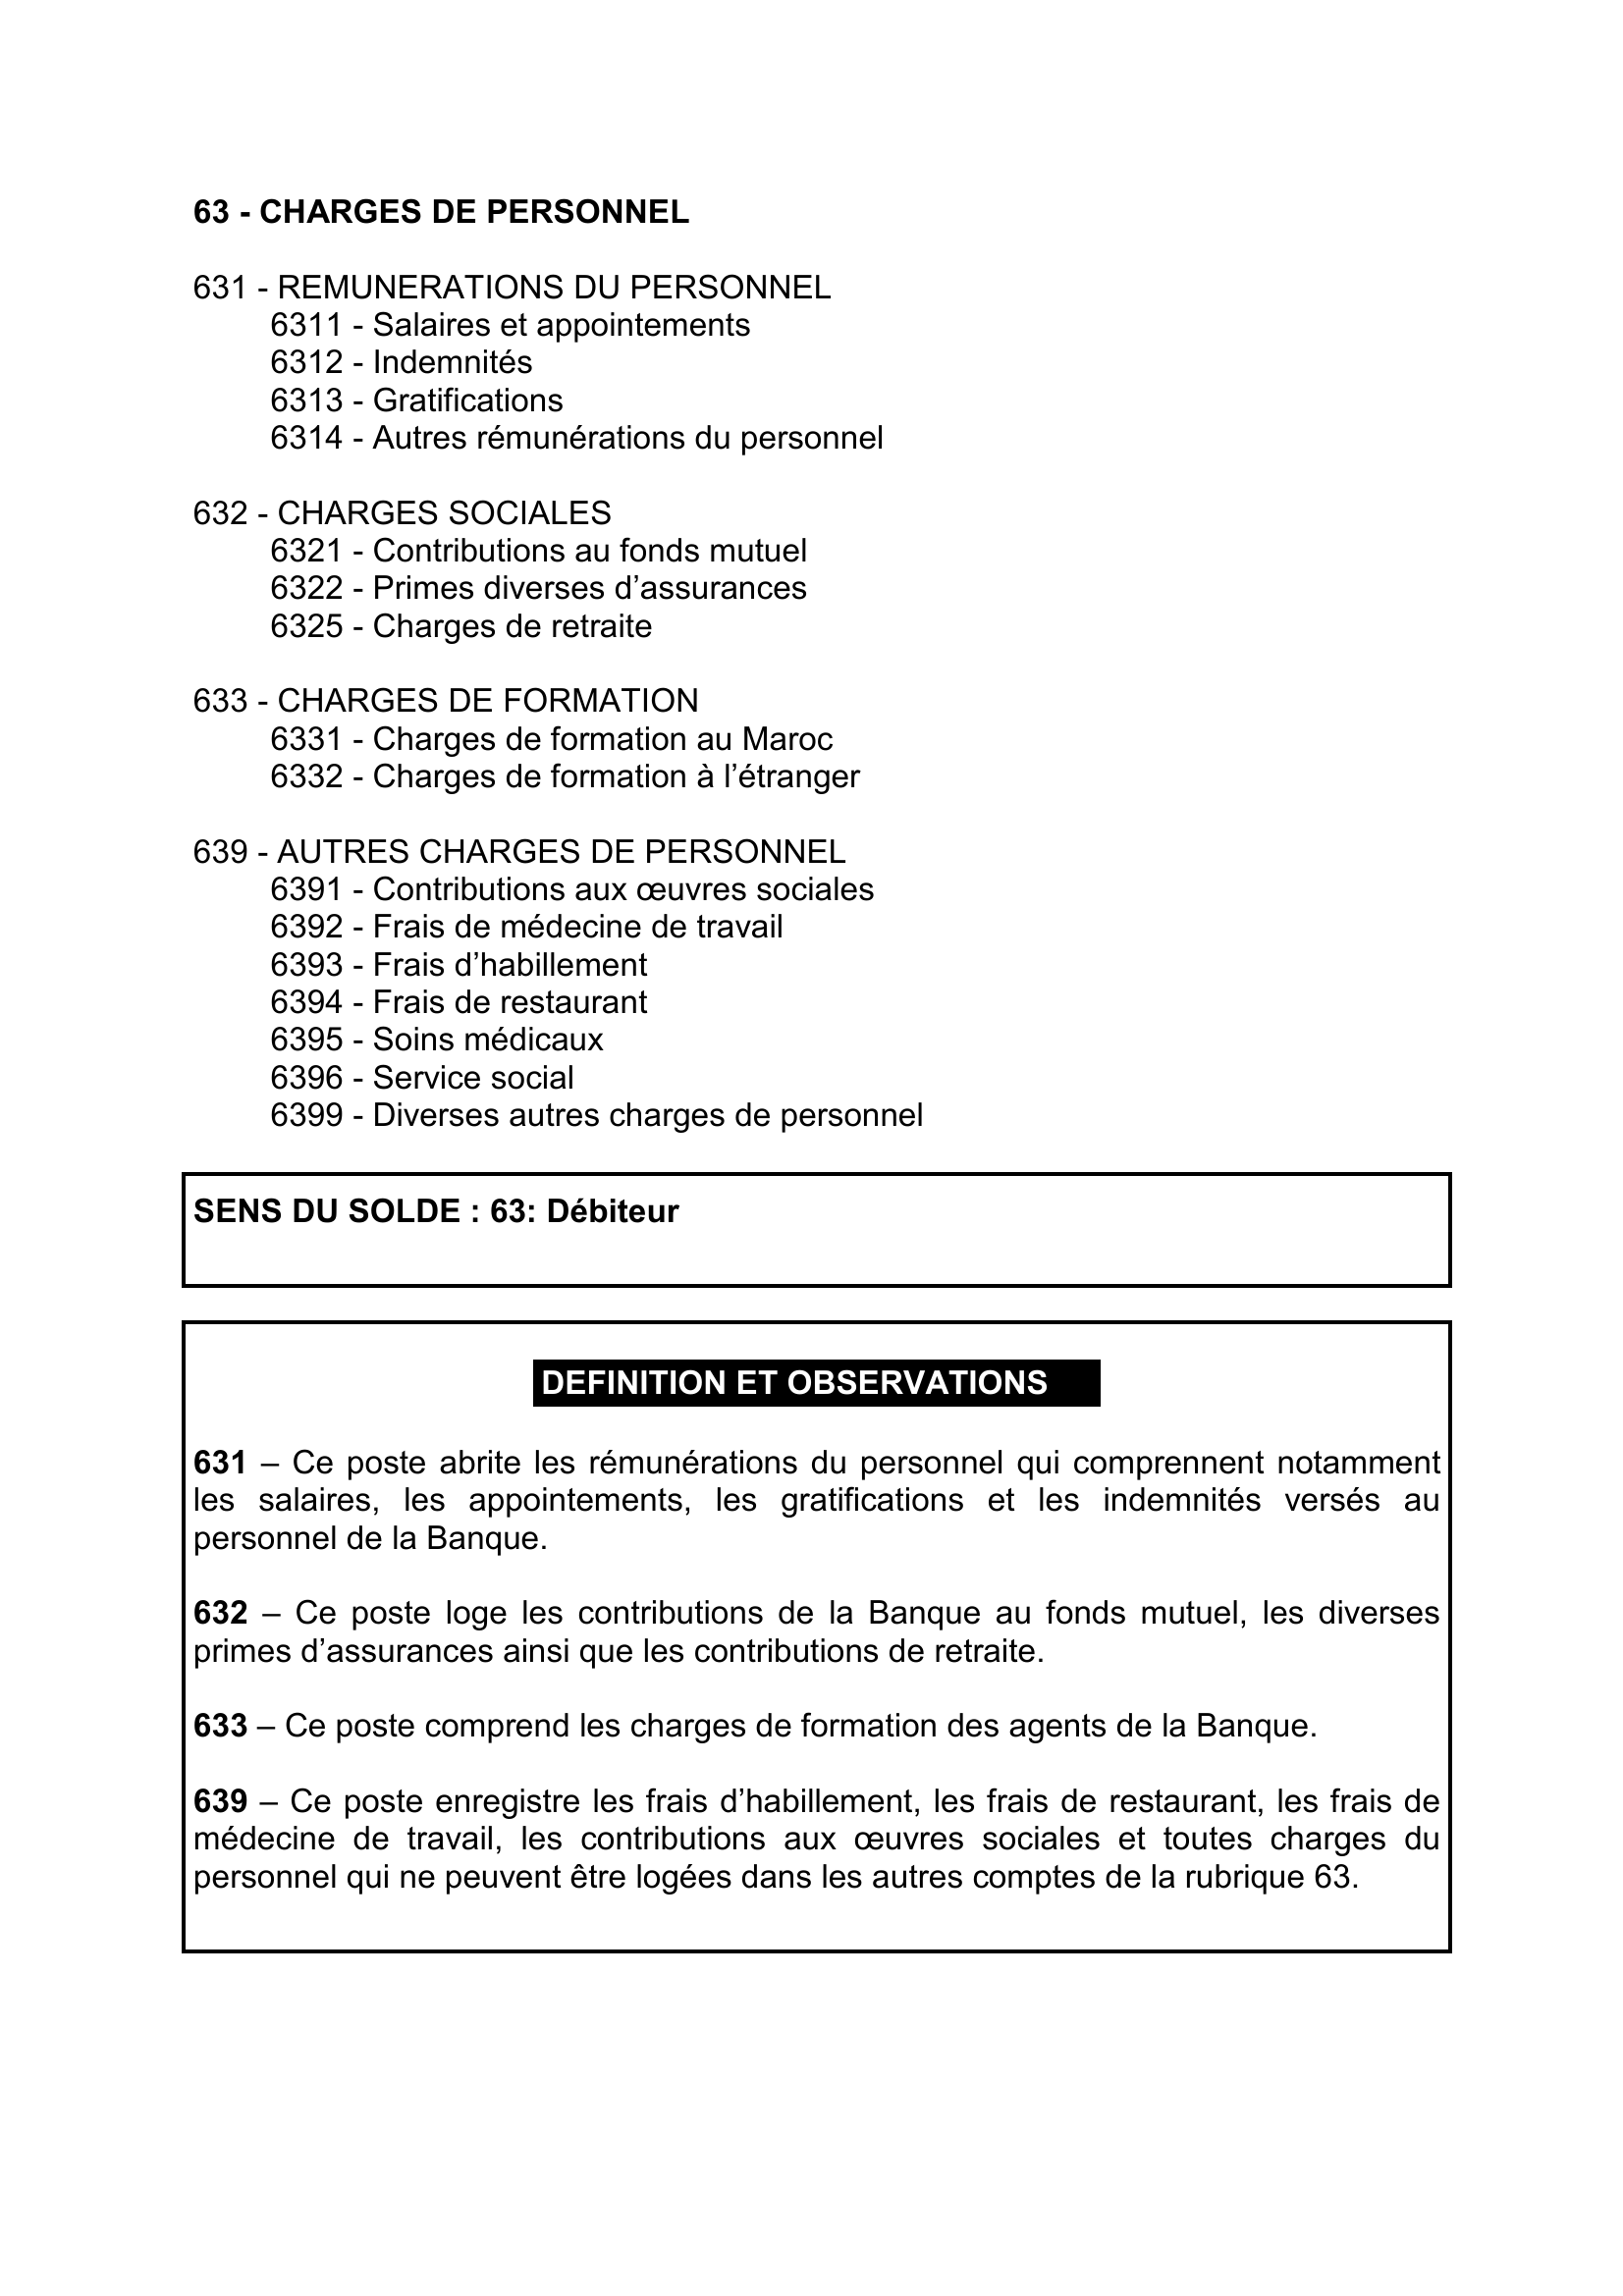 63 - CHARGES DE PERSONNEL
631 - REMUNERATIONS DU PERSONNEL
6311 - Salaires et appointements
6312 - Indemnités
6313 - Gratifications
6314 - Autres rémunérations du personnel
632 - CHARGES SOCIALES
6321 - Contributions au fonds mutuel
6322 - Primes diverses d’assurances
6325 - Charges de retraite
633 - CHARGES DE FORMATION
6331 - Charges de formation au Maroc
6332 - Charges de formation à l’étranger
639 - AUTRES CHARGES DE PERSONNEL
6391 - Contributions aux œuvres sociales
6392 - Frais de médecine de travail
6393 - Frais d’habillement
6394 - Frais de restaurant
6395 - Soins médicaux
6396 - Service social
6399 - Diverses autres charges de personnel
SENS DU SOLDE : 63: Débiteur
DEFINITION ET OBSERVATIONS
631 – Ce poste abrite les rémunérations du personnel qui comprennent notamment
les salaires, les appointements, les gratifications et les indemnités versés au
personnel de la Banque.
632 – Ce poste loge les contributions de la Banque au fonds mutuel, les diverses
primes d’assurances ainsi que les contributions de retraite.
633 – Ce poste comprend les charges de formation des agents de la Banque.
639 – Ce poste enregistre les frais d’habillement, les frais de restaurant, les frais de
médecine de travail, les contributions aux œuvres sociales et toutes charges du
personnel qui ne peuvent être logées dans les autres comptes de la rubrique 63.